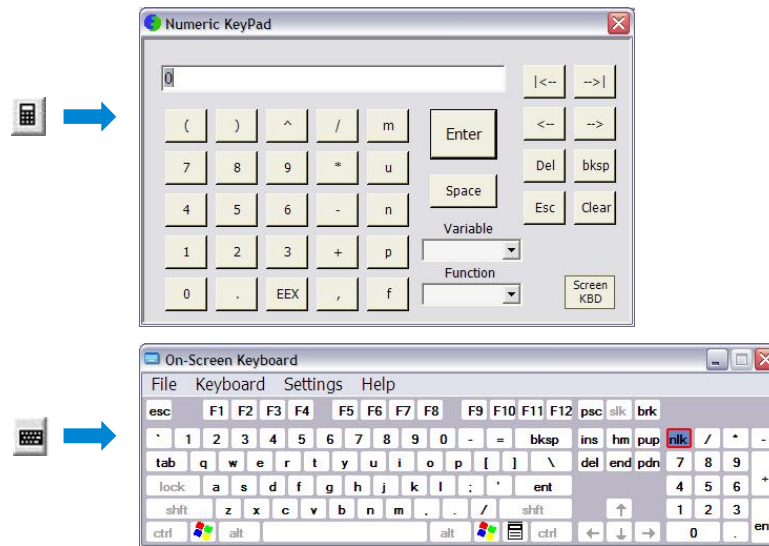 Numeric KeyPad
0
|<-- -->|
( ) ^ / m Enter <-- -->
7 8 9 * u Del bksp
4 5 6 - n Space Esc Clear
Variable
1 2 3 + p
Function
0 . EEX , f Screen KBD
On-Screen Keyboard
File Keyboard Settings Help
esc F1 F2 F3 F4 F5 F6 F7 F8 F9 F10 F11 F12 psc slk brk
` 1 2 3 4 5 6 7 8 9 0 - = bksp ins hm pup nlk / * -
tab q w e r t y u i o p [ ] \ del end pdn 7 8 9
lock a s d f g h j k l ; ' ent 4 5 6 +
shft z x c v b n m , . / shft ↑ 1 2 3
ctrl alt alt ctrl ← ↓ → 0 . en